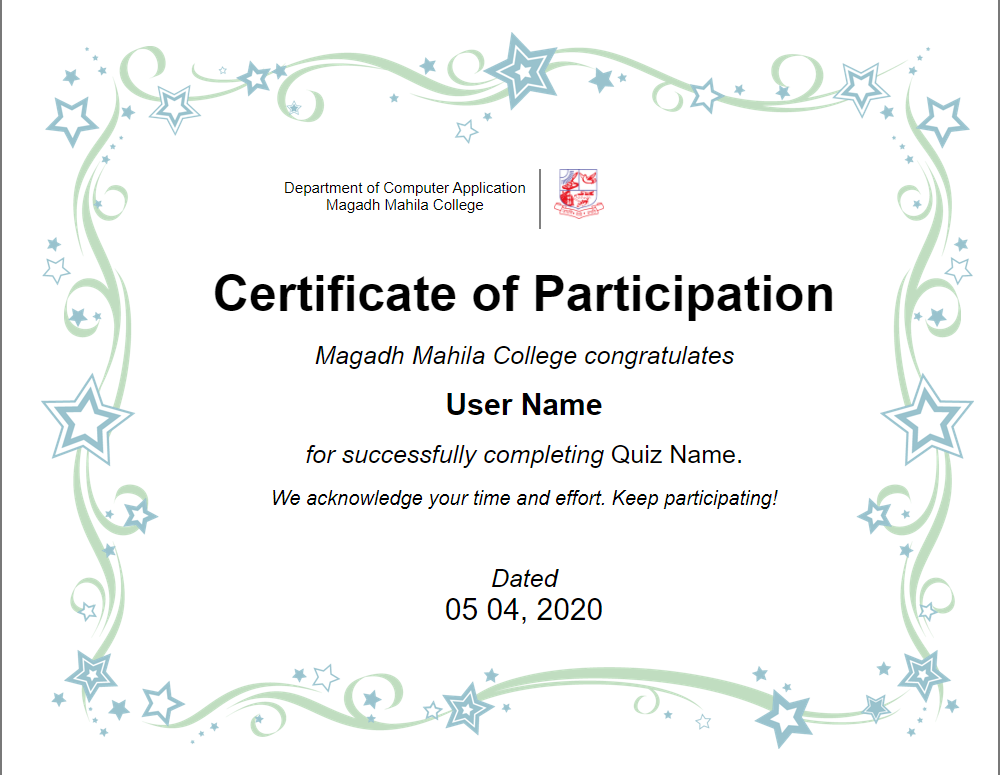 Department of Computer Application
Magadh Mahila College
Certificate of Participation
Magadh Mahila College congratulates
User Name
for successfully completing Quiz Name.
We acknowledge your time and effort. Keep participating!
Dated
05 04, 2020